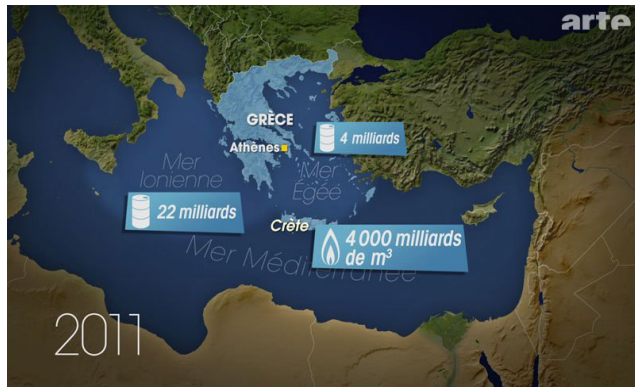 arte
GRÈCE
4 milliards
Athènes
Mer
Ionienne
Mer
Égée
22 milliards
Crète
4 000 milliards
de m³
Mer Méditerranée
2011